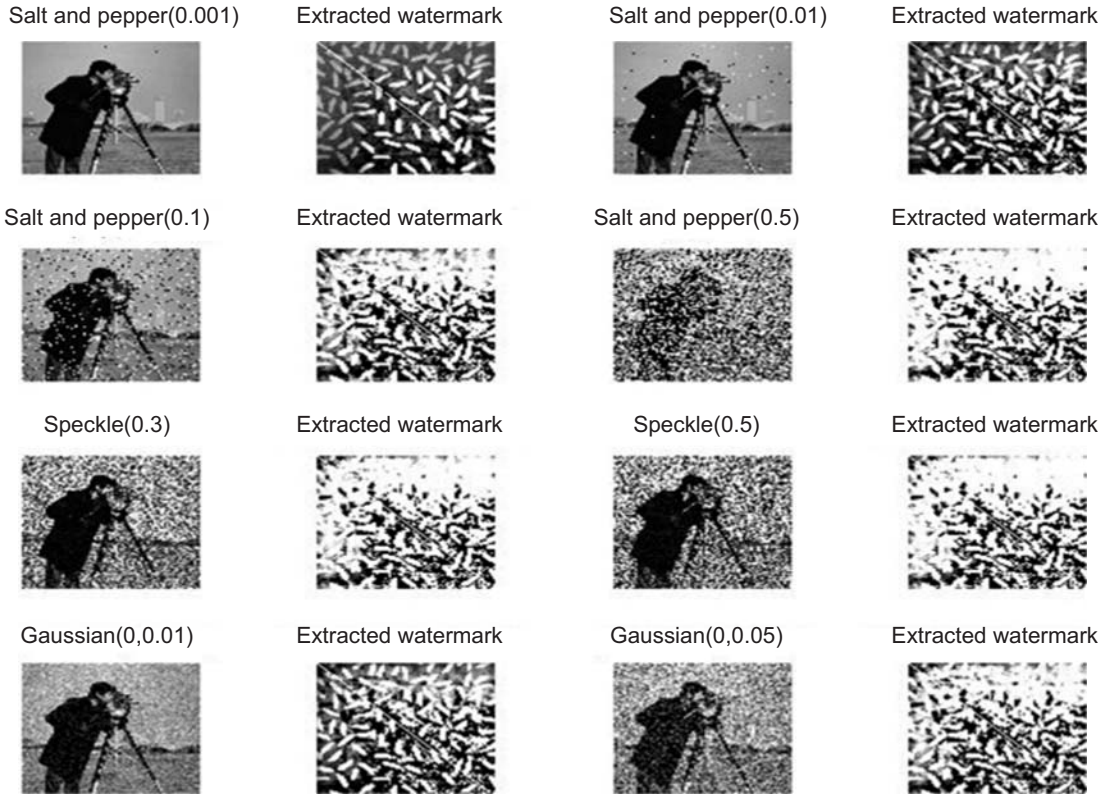 Salt and pepper(0.001)
Extracted watermark
Salt and pepper(0.01)
Extracted watermark
Salt and pepper(0.1)
Extracted watermark
Salt and pepper(0.5)
Extracted watermark
Speckle(0.3)
Extracted watermark
Speckle(0.5)
Extracted watermark
Gaussian(0,0.01)
Extracted watermark
Gaussian(0,0.05)
Extracted watermark